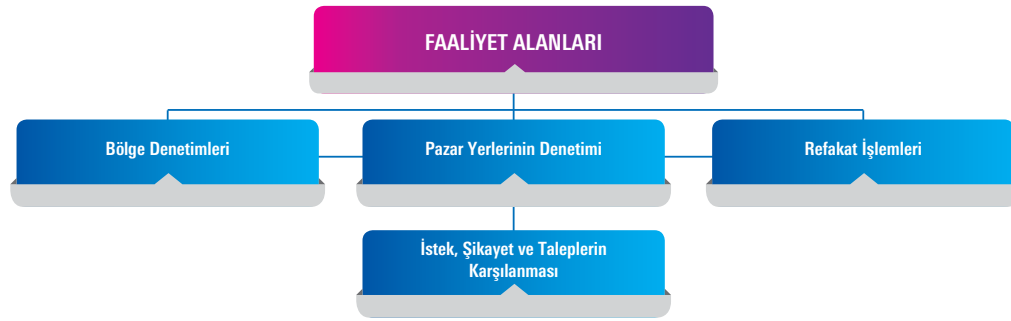 FAALİYET ALANLARI
Bölge Denetimleri
Pazar Yerlerinin Denetimi
Refakat İşlemleri
İstek, Şikayet ve Taleplerin
Karşılanması